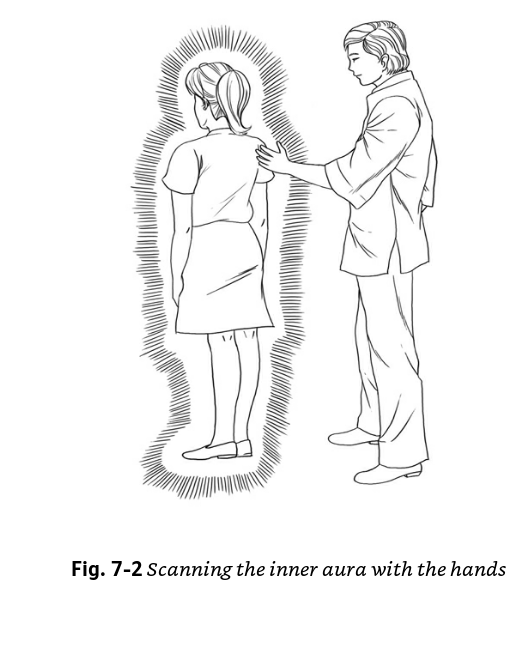 Fig. 7-2 Scanning the inner aura with the hands